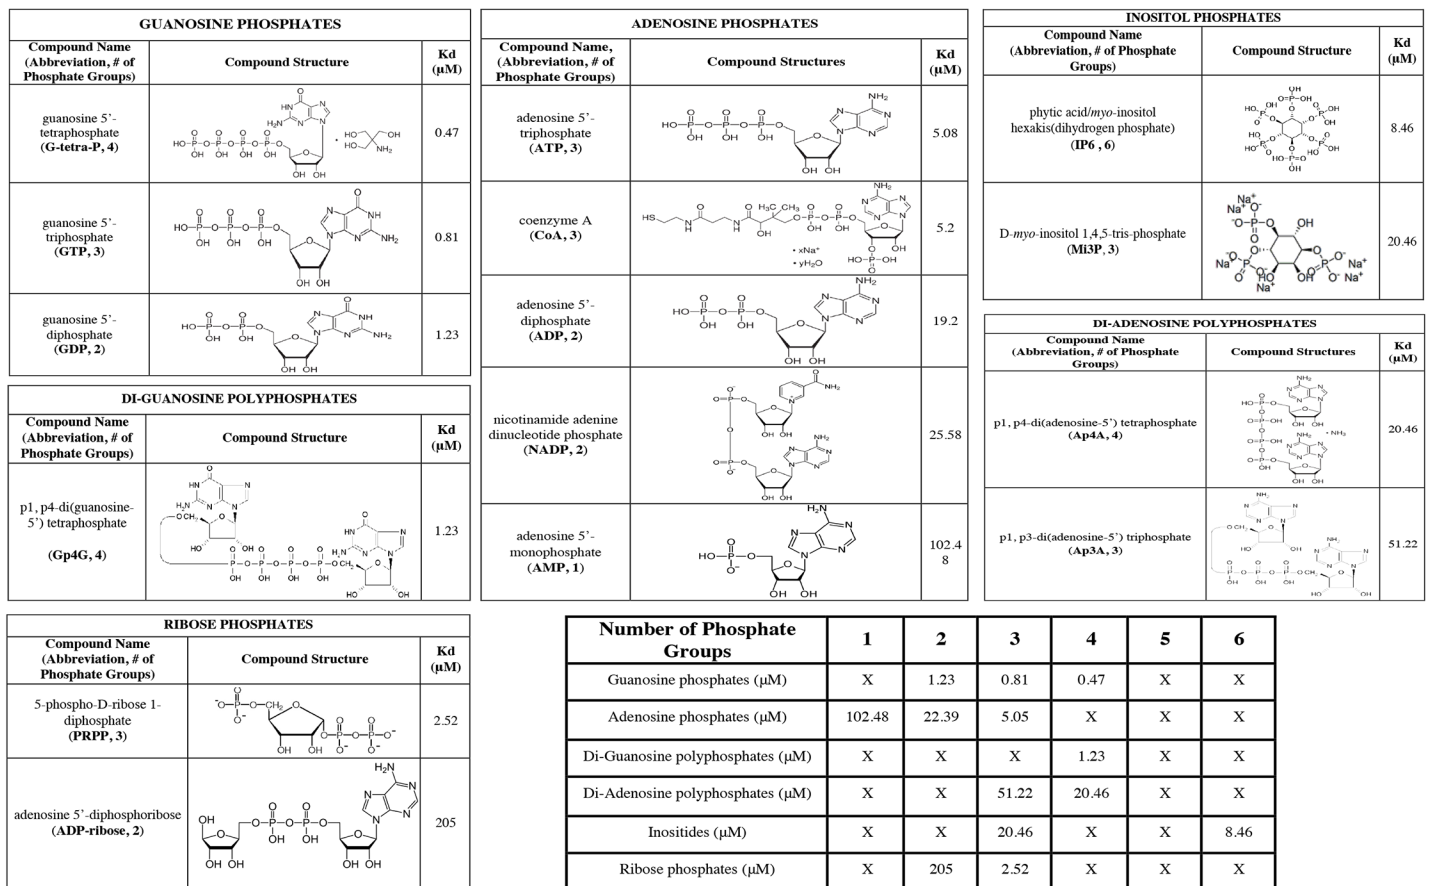 GUANOSINE PHOSPHATES
Compound Name
(Abbreviation, # of
Phosphate Groups)
Compound Structure
Kd
(µM)
guanosine 5’-
tetraphosphate
(G-tetra-P, 4)
0.47
guanosine 5’-
triphosphate
(GTP, 3)
0.81
guanosine 5’-
diphosphate
(GDP, 2)
1.23
DI-GUANOSINE POLYPHOSPHATES
Compound Name
(Abbreviation, # of
Phosphate Groups)
Compound Structure
Kd
(µM)
p1, p4-di(guanosine-
5’) tetraphosphate
(Gp4G, 4)
1.23
RIBOSE PHOSPHATES
Compound Name
(Abbreviation, # of
Phosphate Groups)
Compound Structure
Kd
(µM)
5-phospho-D-ribose 1-
diphosphate
(PRPP, 3)
2.52
adenosine 5’-diphosphoribose
(ADP-ribose, 2)
205
ADENOSINE PHOSPHATES
Compound Name,
(Abbreviation, # of
Phosphate Groups)
Compound Structures
Kd
(µM)
adenosine 5’-
triphosphate
(ATP, 3)
5.08
coenzyme A
(CoA, 3)
• xNa⁺
• yH₂O
5.2
adenosine 5’-
diphosphate
(ADP, 2)
19.2
nicotinamide adenine
dinucleotide phosphate
(NADP, 2)
25.58
adenosine 5’-
monophosphate
(AMP, 1)
102.4
8
INOSITOL PHOSPHATES
Compound Name
(Abbreviation, # of Phosphate
Groups)
Compound Structure
Kd
(µM)
phytic acid/myo-inositol
hexakis(dihydrogen phosphate)
(IP6 , 6)
8.46
D-myo-inositol 1,4,5-tris-phosphate
(Mi3P, 3)
20.46
DI-ADENOSINE POLYPHOSPHATES
Compound Name
(Abbreviation, # of Phosphate
Groups)
Compound Structures
Kd
(µM)
p1, p4-di(adenosine-5’) tetraphosphate
(Ap4A, 4)
20.46
p1, p3-di(adenosine-5’) triphosphate
(Ap3A, 3)
51.22
Number of Phosphate
Groups
1 2 3 4 5 6
Guanosine phosphates (µM) X 1.23 0.81 0.47 X X
Adenosine phosphates (µM) 102.48 22.39 5.05 X X X
Di-Guanosine polyphosphates (µM) X X X 1.23 X X
Di-Adenosine polyphosphates (µM) X X 51.22 20.46 X X
Inositides (µM) X X 20.46 X X 8.46
Ribose phosphates (µM) X 205 2.52 X X X